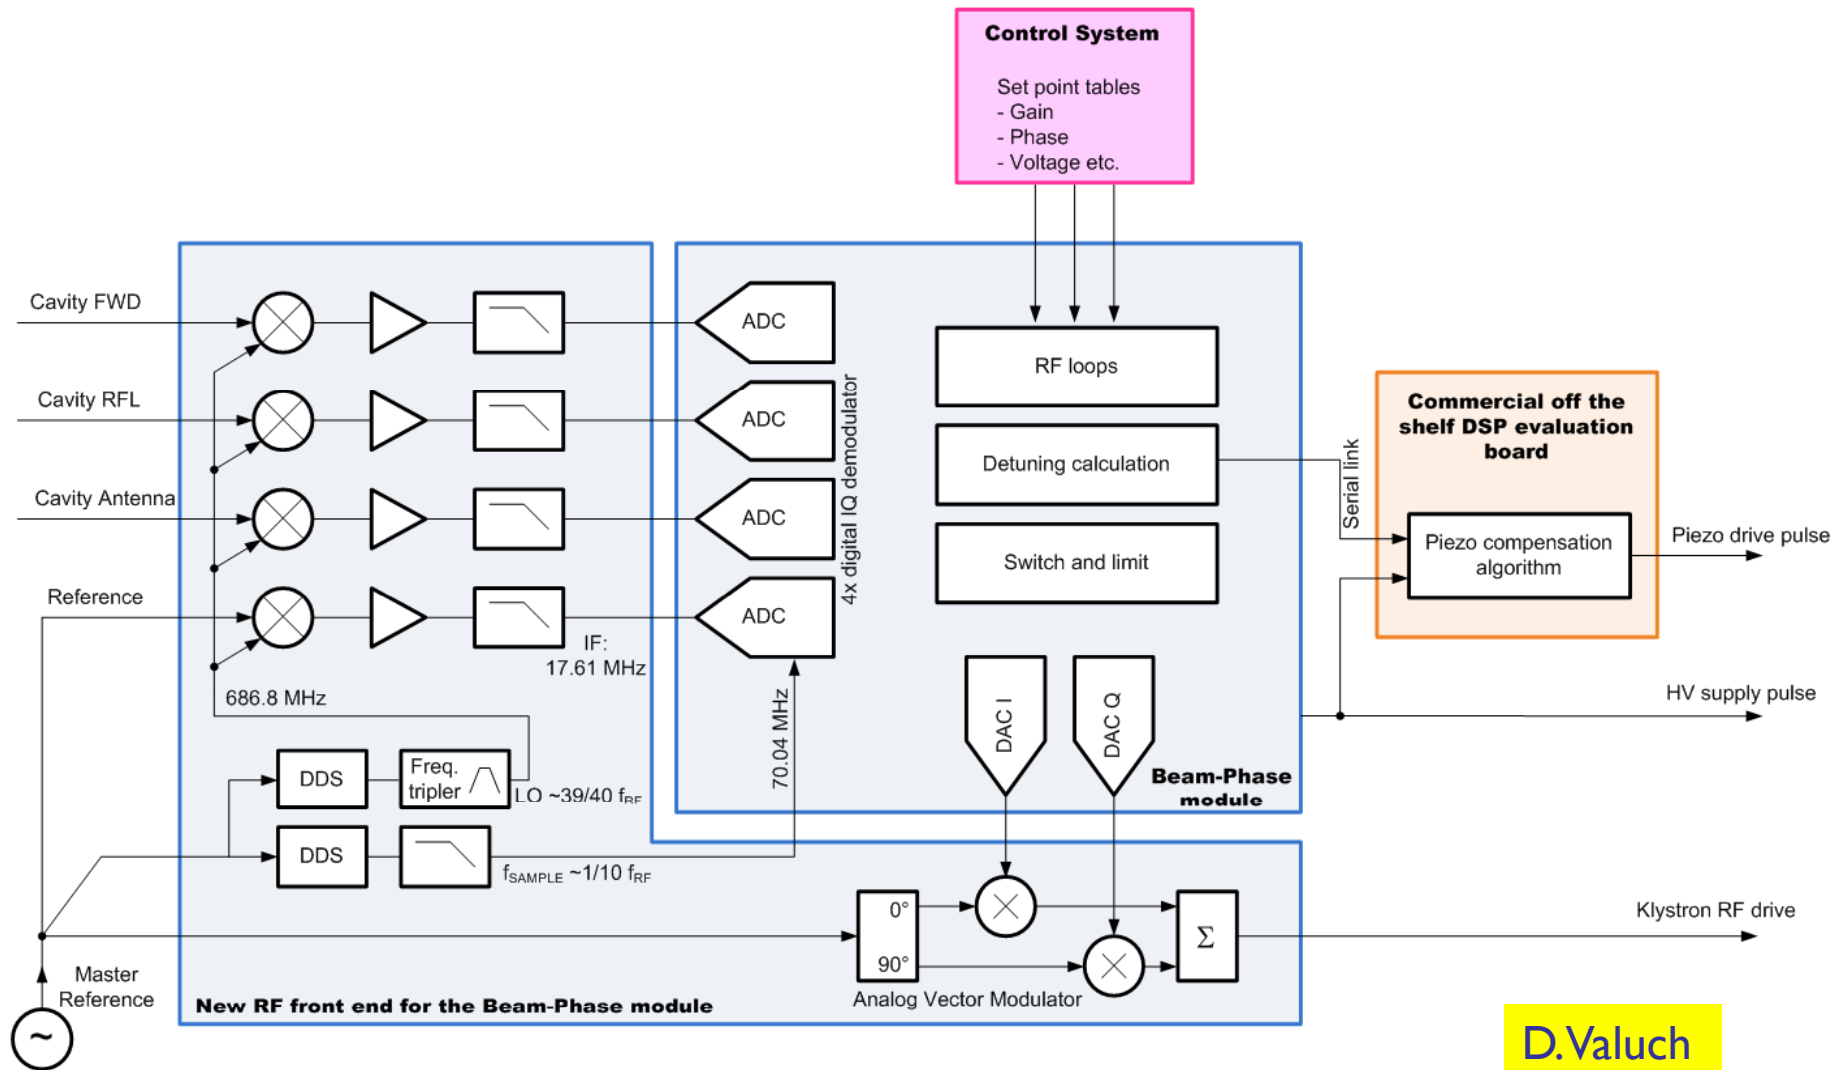 Control System
Set point tables
- Gain
- Phase
- Voltage etc.
Cavity FWD
Cavity RFL
Cavity Antenna
Reference
ADC
ADC
ADC
ADC
4x digital IQ demodulator
IF:
17.61 MHz
686.8 MHz
70.04 MHz
DDS
Freq.
tripler
LO ~39/40 fRF
DDS
fSAMPLE ~1/10 fRF
RF loops
Detuning calculation
Switch and limit
DAC I
DAC Q
Beam-Phase
module
Serial link
Commercial off the
shelf DSP evaluation
board
Piezo compensation
algorithm
Piezo drive pulse
HV supply pulse
Klystron RF drive
0°
90°
Σ
Analog Vector Modulator
Master
Reference
~
New RF front end for the Beam-Phase module
D. Valuch